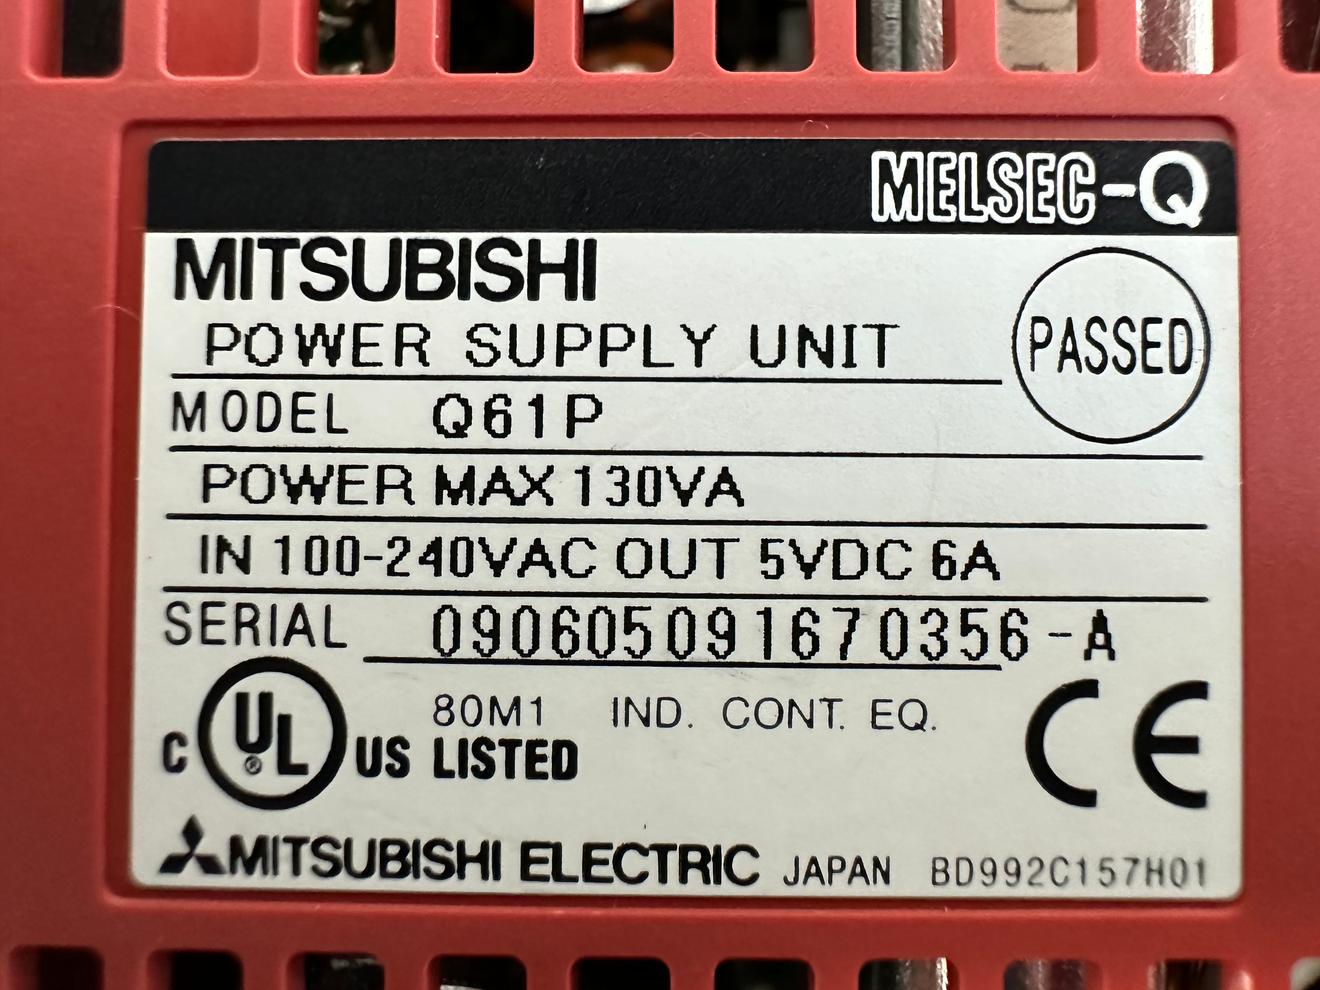 MELSEC-Q
MITSUBISHI
POWER SUPPLY UNIT
PASSED
MODEL Q61P
POWER MAX 130VA
IN 100-240VAC OUT 5VDC 6A
SERIAL 090605091670356-A
C UL® US LISTED 80M1 IND. CONT. EQ.
CE
MITSUBISHI ELECTRIC JAPAN BD992C157H01